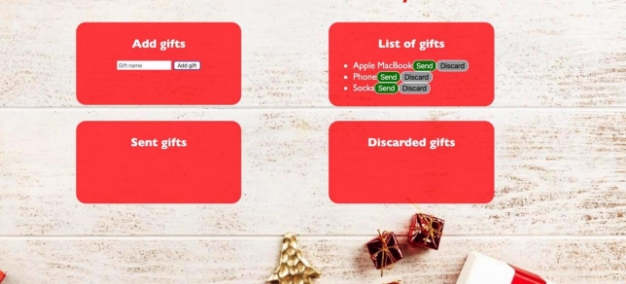 Add gifts
Gift name Add gift
List of gifts
Apple MacBook Send Discard
Phone Send Discard
Socks Send Discard
Sent gifts
Discarded gifts